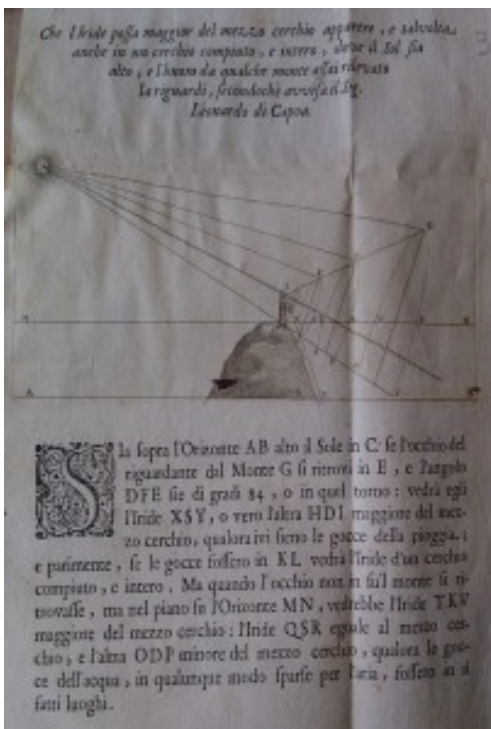 Che l'Iride possa maggior del mezzo cerchio apparere, e talvolta
anche in un cerchio compiuto, e intero, dove il Sol sia
alto, e l'huom da qualche monte assai rilevato
la riguardi, secondochè avvisa il Sig.
Lionardo di Capoa.
Sia sopra l'Orizonte AB alto il Sole in C. se l'occhio del
riguardante dal Monte G si ritrovi in E, e l'angolo
DFE sie di gradi 84, o in quel torno: vedrà egli
l'Iride XSY, o vero l'altra HDI maggiore del mez-
zo cerchio, qualora ivi sieno le gocce della pioggia:
e parimente, se le gocce fossero in KL vedrà l'Iride d'un cerchio
compiuto, e intero. Ma quando l'occhio non in su'l monte si ri-
trovasse, ma nel piano su l'Orizonte MN, vedrebbe l'Iride TKV
maggiore del mezzo cerchio: l'Iride QSR eguale al mezzo cer-
chio, e l'altra ODP minore del mezzo cerchio, qualora le goc-
ce dell'acqua, in qualunque modo sparse per l'aria, fossero in sì
fatti luoghi.